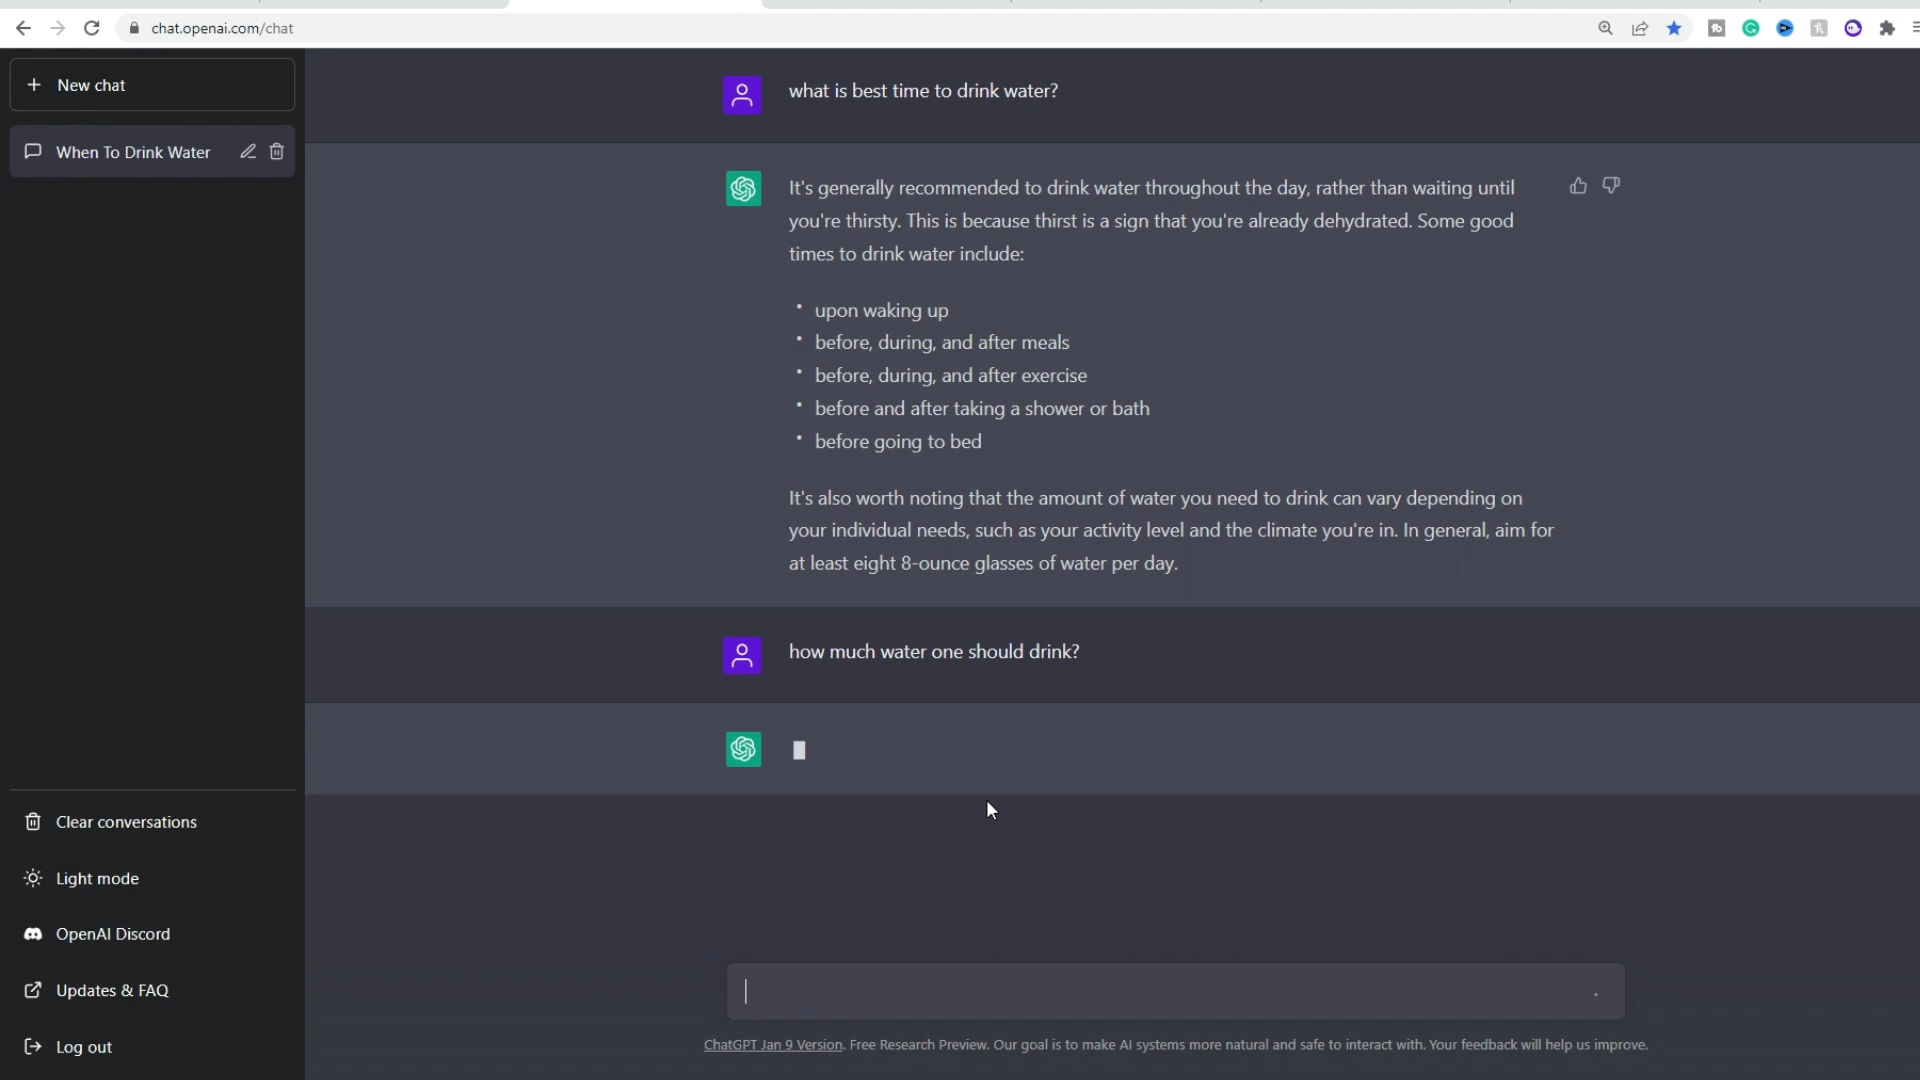 chat.openai.com/chat
New chat
When To Drink Water
what is best time to drink water?
It's generally recommended to drink water throughout the day, rather than waiting until
you're thirsty. This is because thirst is a sign that you're already dehydrated. Some good
times to drink water include:
• upon waking up
• before, during, and after meals
• before, during, and after exercise
• before and after taking a shower or bath
• before going to bed
It's also worth noting that the amount of water you need to drink can vary depending on
your individual needs, such as your activity level and the climate you're in. In general, aim for
at least eight 8-ounce glasses of water per day.
how much water one should drink?
Clear conversations
Light mode
OpenAI Discord
Updates & FAQ
Log out
ChatGPT Jan 9 Version. Free Research Preview. Our goal is to make AI systems more natural and safe to interact with. Your feedback will help us improve.